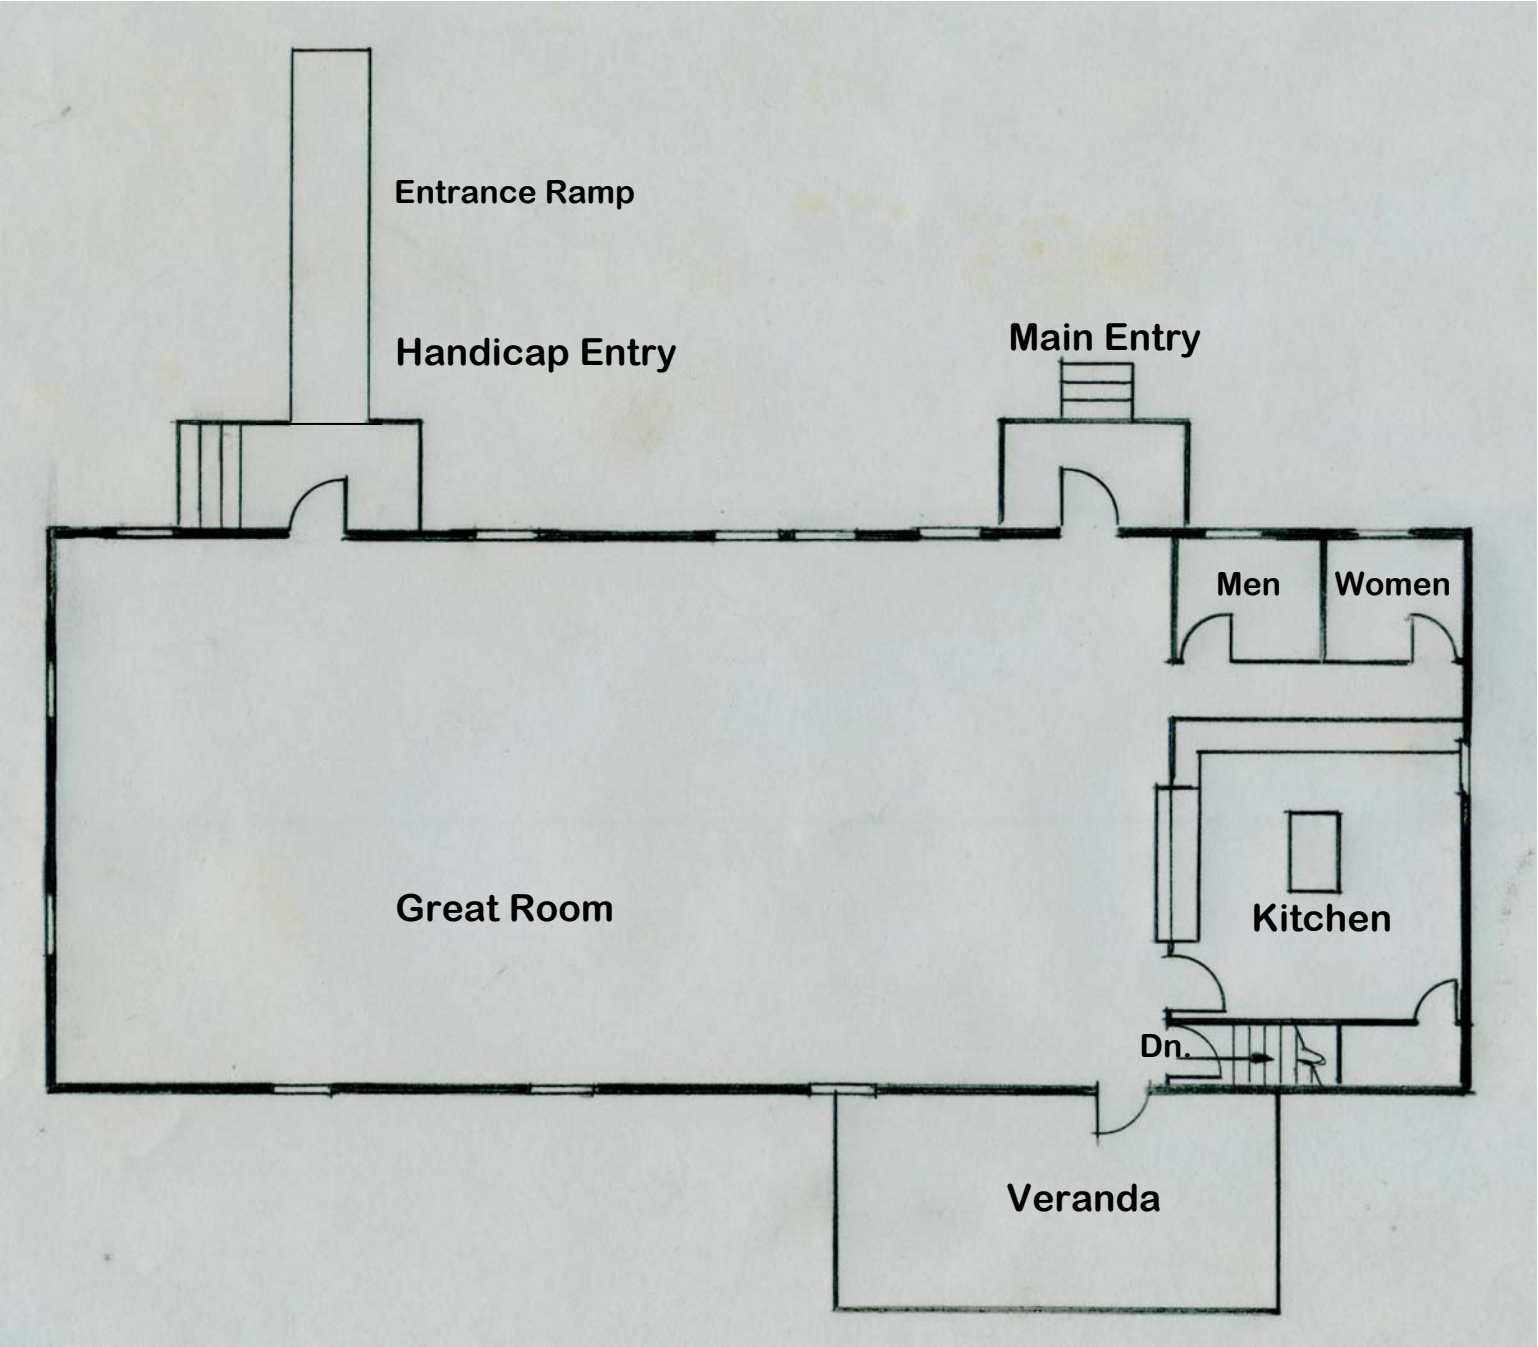 Entrance Ramp
Handicap Entry
Main Entry
Men
Women
Great Room
Kitchen
Dn.
Veranda